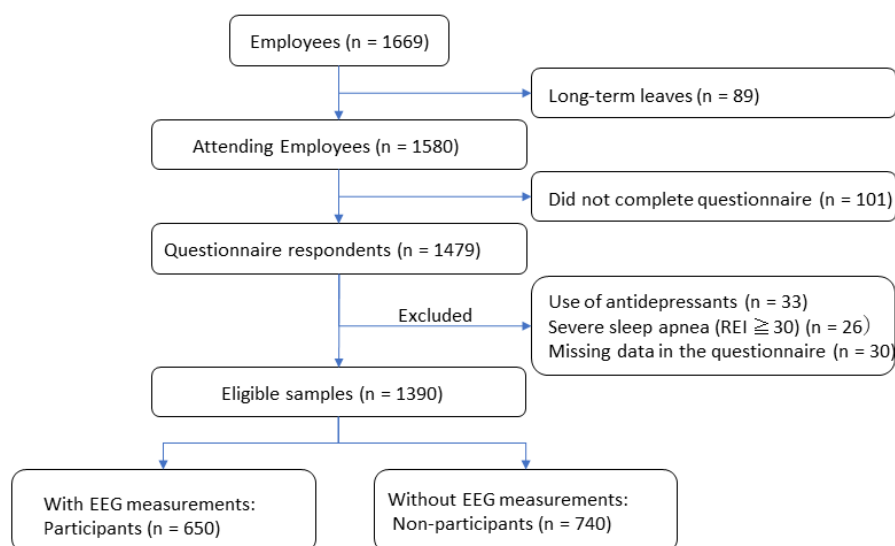 Employees (n = 1669)
Long-term leaves (n = 89)
Attending Employees (n = 1580)
Did not complete questionnaire (n = 101)
Questionnaire respondents (n = 1479)
Excluded
Use of antidepressants (n = 33)
Severe sleep apnea (REI ≧ 30) (n = 26）
Missing data in the questionnaire (n = 30)
Eligible samples (n = 1390)
With EEG measurements:
Participants (n = 650)
Without EEG measurements:
Non-participants (n = 740)